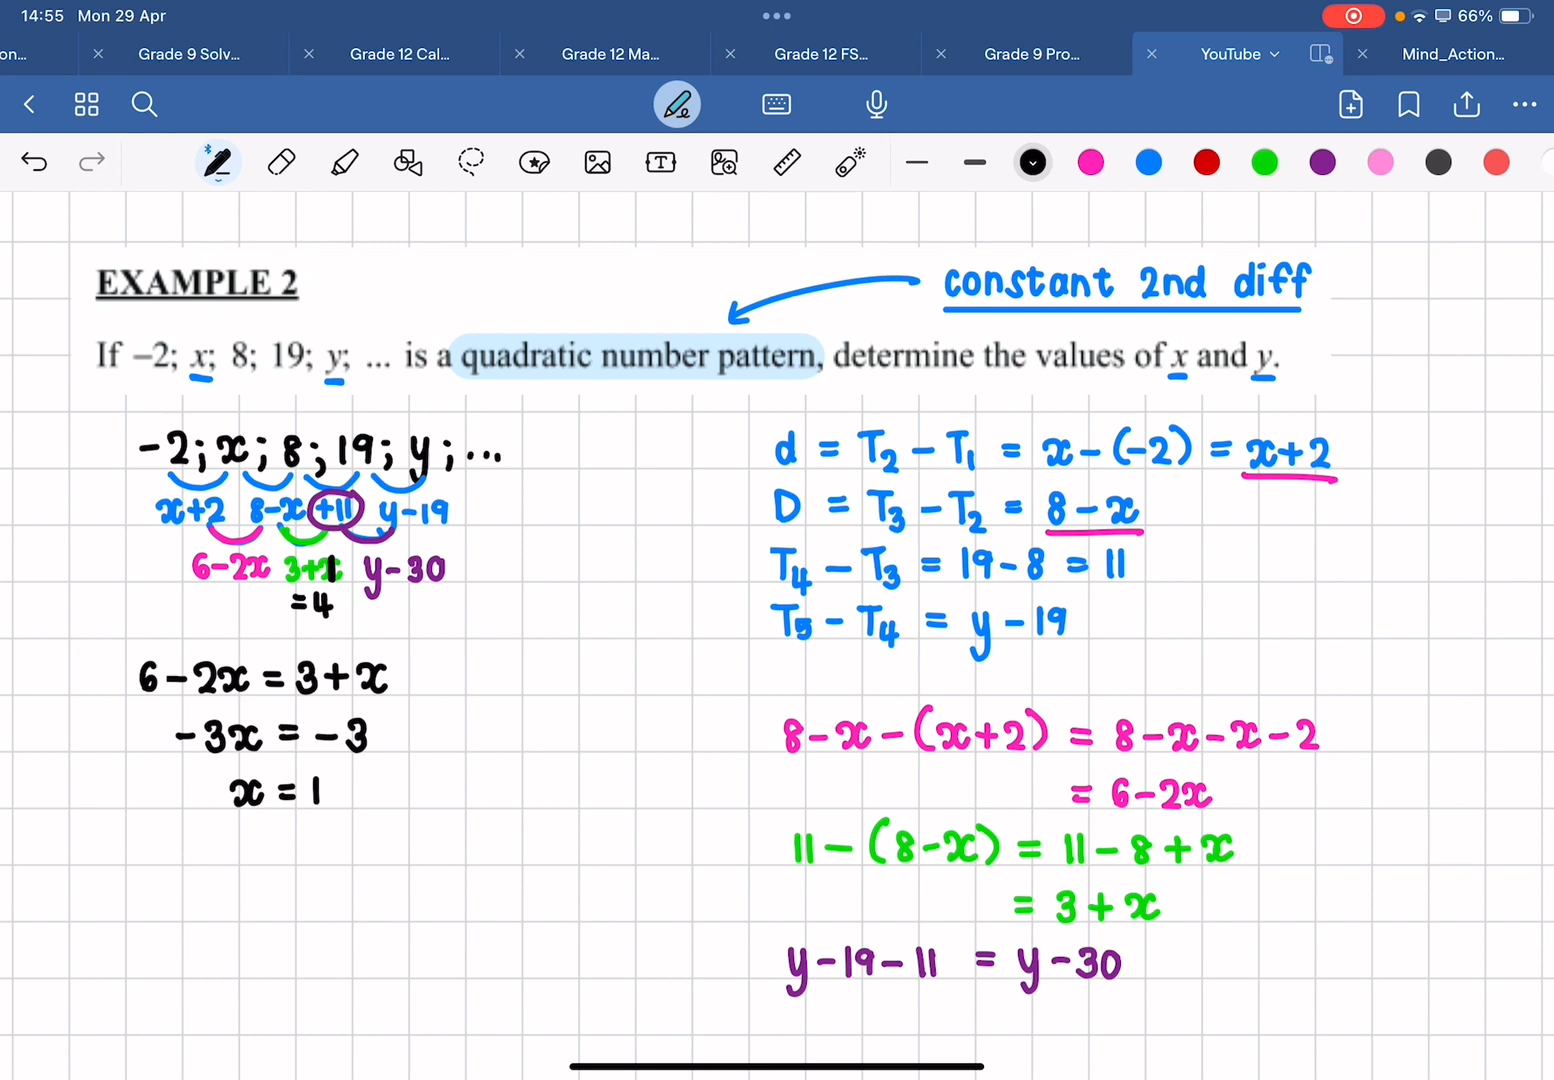 14:55 Mon 29 Apr 66%
on... Grade 9 Solv... Grade 12 Cal... Grade 12 Ma... Grade 12 FS... Grade 9 Pro... YouTube Mind_Action...
EXAMPLE 2
constant 2nd diff
If –2; x; 8; 19; y; ... is a quadratic number pattern, determine the values of x and y.
-2; x; 8; 19; y; ...
x+2 8-x +11 y-19
6-2x 3+1 y-30
=4
6-2x = 3+x
-3x = -3
x = 1
d = T₂ - T₁ = x-(-2) = x+2
D = T₃ - T₂ = 8-x
T₄ - T₃ = 19-8 = 11
T₅ - T₄ = y-19
8-x-(x+2) = 8-x-x-2
= 6-2x
11-(8-x) = 11-8+x
= 3+x
y-19-11 = y-30